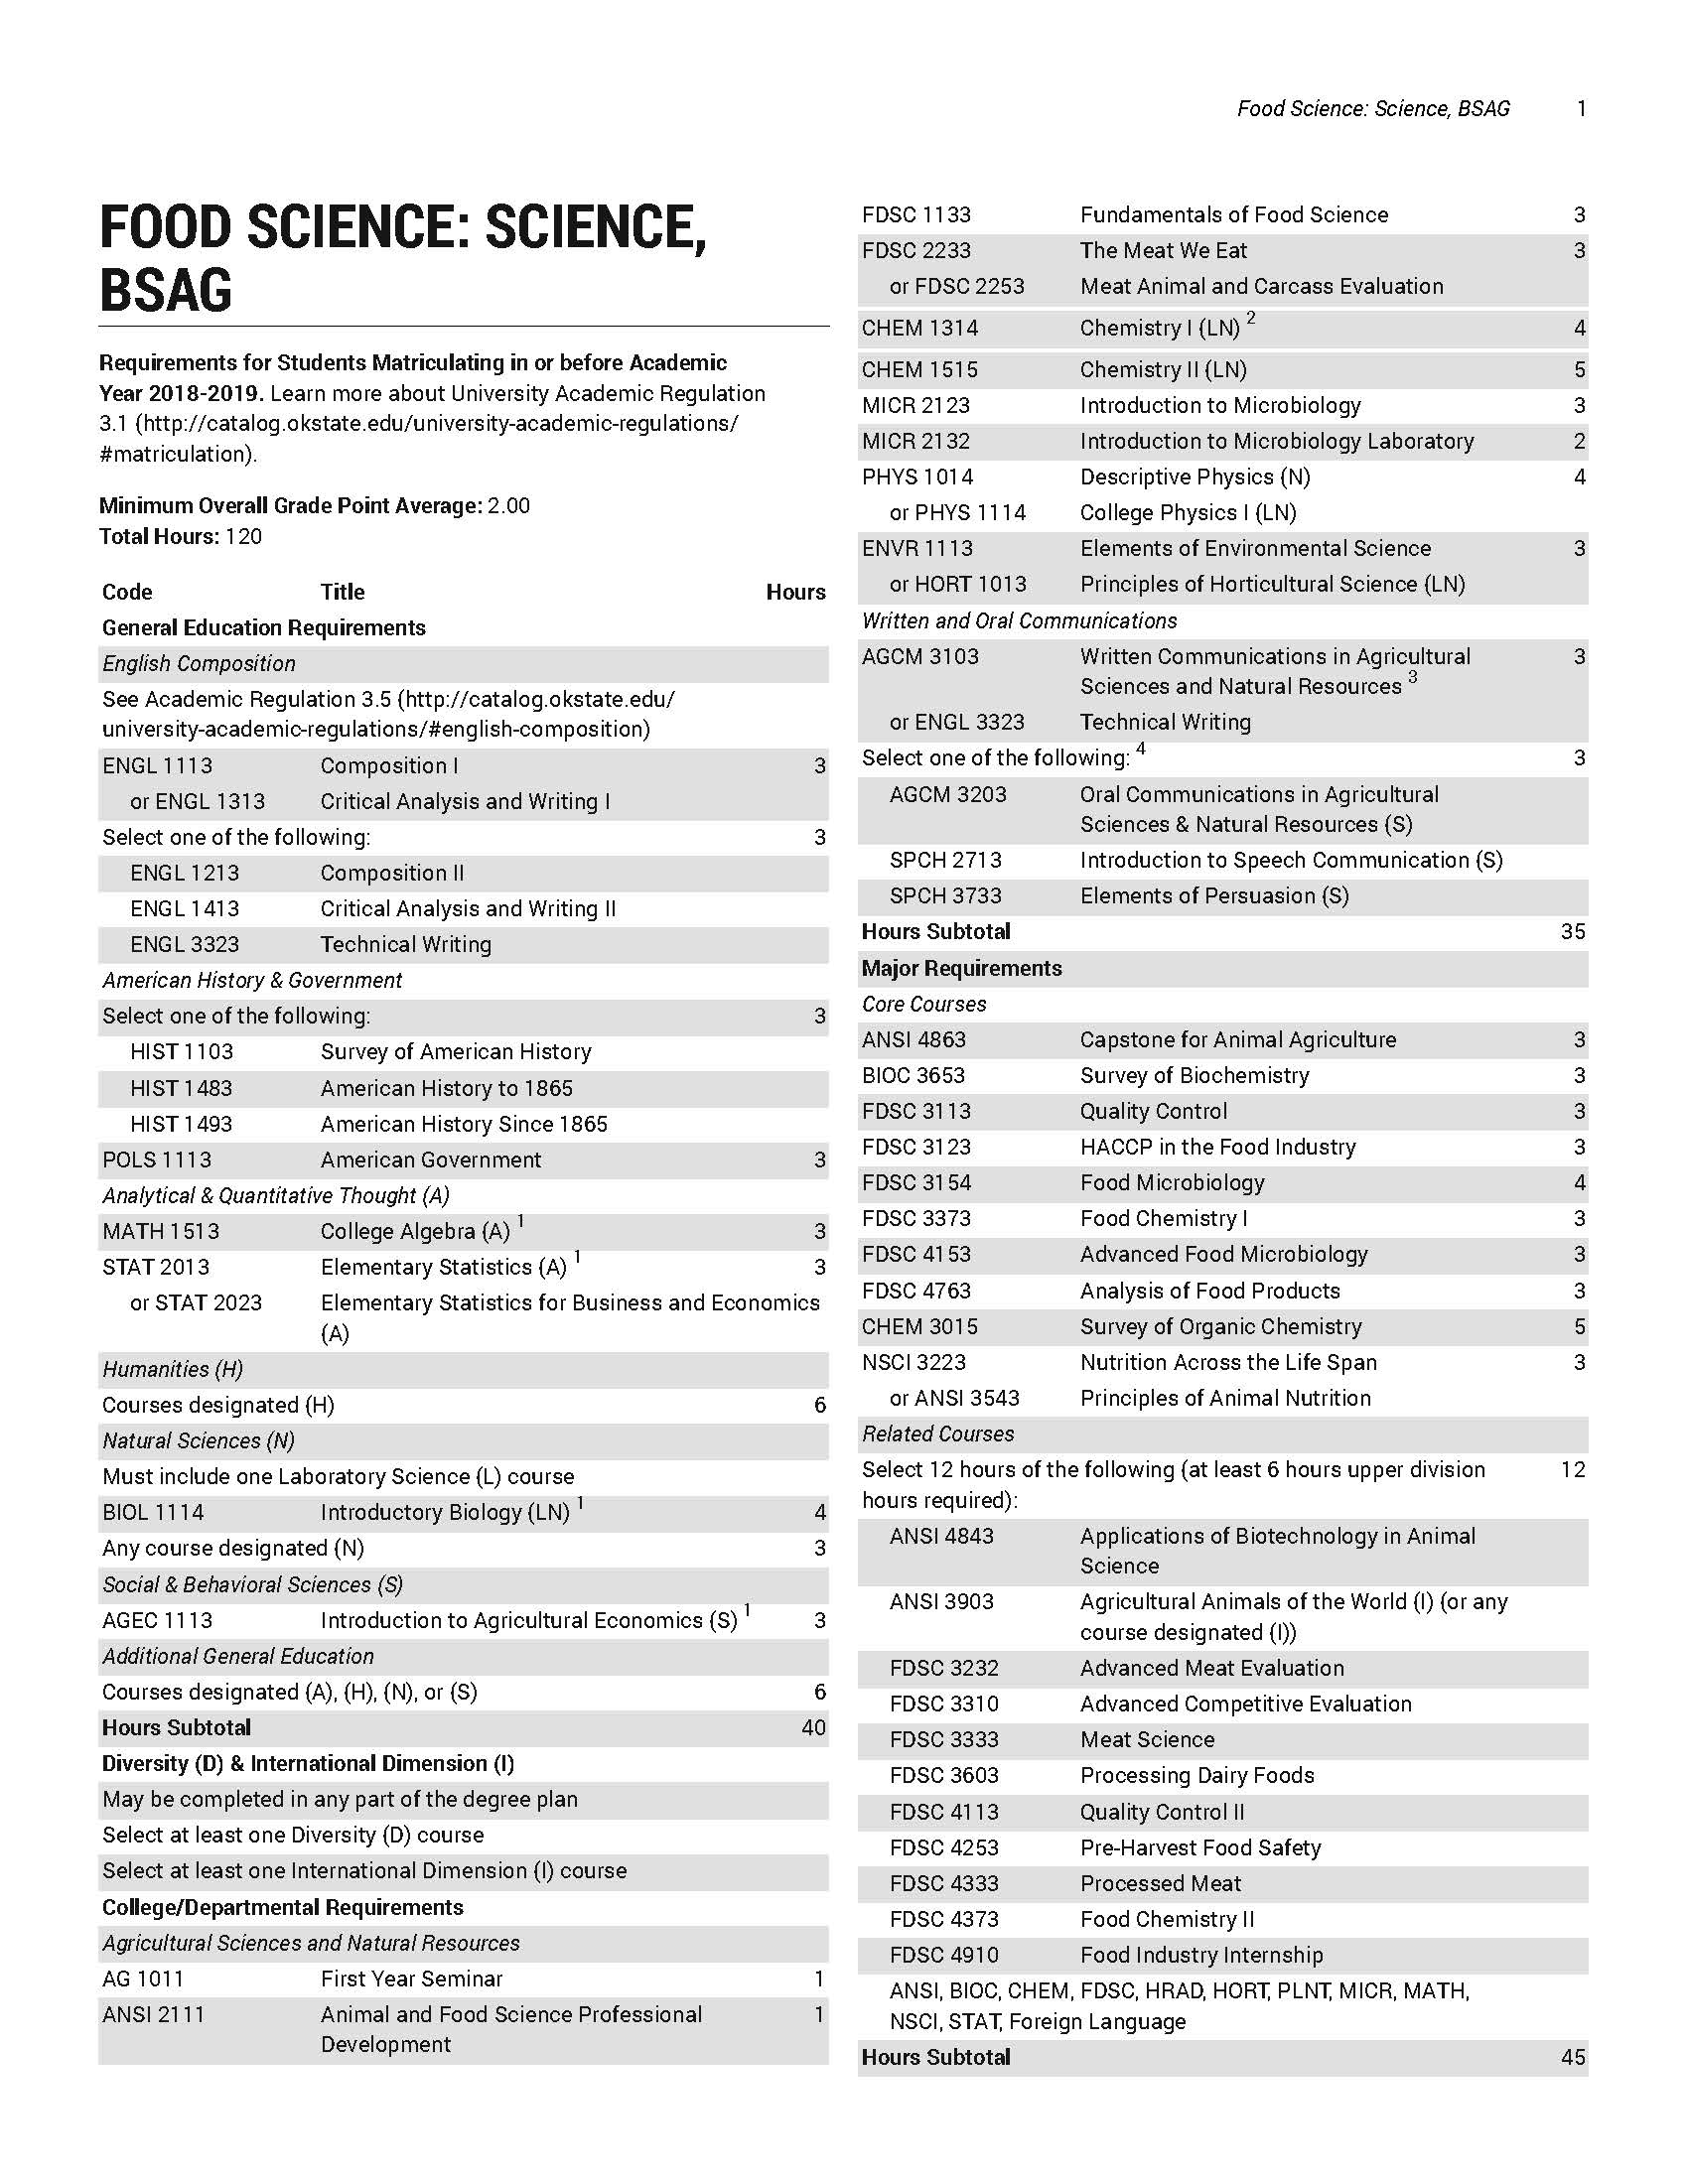 Food Science: Science, BSAG 1
FOOD SCIENCE: SCIENCE,
BSAG
Requirements for Students Matriculating in or before Academic
Year 2018-2019. Learn more about University Academic Regulation
3.1 (http://catalog.okstate.edu/university-academic-regulations/
#matriculation).
Minimum Overall Grade Point Average: 2.00
Total Hours: 120
Code Title Hours
General Education Requirements
English Composition
See Academic Regulation 3.5 (http://catalog.okstate.edu/
university-academic-regulations/#english-composition)
ENGL 1113 Composition I 3
or ENGL 1313 Critical Analysis and Writing I
Select one of the following: 3
ENGL 1213 Composition II
ENGL 1413 Critical Analysis and Writing II
ENGL 3323 Technical Writing
American History & Government
Select one of the following: 3
HIST 1103 Survey of American History
HIST 1483 American History to 1865
HIST 1493 American History Since 1865
POLS 1113 American Government 3
Analytical & Quantitative Thought (A)
MATH 1513 College Algebra (A) 1 3
STAT 2013 Elementary Statistics (A) 1 3
or STAT 2023 Elementary Statistics for Business and Economics
(A)
Humanities (H)
Courses designated (H) 6
Natural Sciences (N)
Must include one Laboratory Science (L) course
BIOL 1114 Introductory Biology (LN) 1 4
Any course designated (N) 3
Social & Behavioral Sciences (S)
AGEC 1113 Introduction to Agricultural Economics (S) 1 3
Additional General Education
Courses designated (A), (H), (N), or (S) 6
Hours Subtotal 40
Diversity (D) & International Dimension (I)
May be completed in any part of the degree plan
Select at least one Diversity (D) course
Select at least one International Dimension (I) course
College/Departmental Requirements
Agricultural Sciences and Natural Resources
AG 1011 First Year Seminar 1
ANSI 2111 Animal and Food Science Professional 1
Development
FDSC 1133 Fundamentals of Food Science 3
FDSC 2233 The Meat We Eat 3
or FDSC 2253 Meat Animal and Carcass Evaluation
CHEM 1314 Chemistry I (LN) 2 4
CHEM 1515 Chemistry II (LN) 5
MICR 2123 Introduction to Microbiology 3
MICR 2132 Introduction to Microbiology Laboratory 2
PHYS 1014 Descriptive Physics (N) 4
or PHYS 1114 College Physics I (LN)
ENVR 1113 Elements of Environmental Science 3
or HORT 1013 Principles of Horticultural Science (LN)
Written and Oral Communications
AGCM 3103 Written Communications in Agricultural 3
Sciences and Natural Resources 3
or ENGL 3323 Technical Writing
Select one of the following: 4 3
AGCM 3203 Oral Communications in Agricultural
Sciences & Natural Resources (S)
SPCH 2713 Introduction to Speech Communication (S)
SPCH 3733 Elements of Persuasion (S)
Hours Subtotal 35
Major Requirements
Core Courses
ANSI 4863 Capstone for Animal Agriculture 3
BIOC 3653 Survey of Biochemistry 3
FDSC 3113 Quality Control 3
FDSC 3123 HACCP in the Food Industry 3
FDSC 3154 Food Microbiology 4
FDSC 3373 Food Chemistry I 3
FDSC 4153 Advanced Food Microbiology 3
FDSC 4763 Analysis of Food Products 3
CHEM 3015 Survey of Organic Chemistry 5
NSCI 3223 Nutrition Across the Life Span 3
or ANSI 3543 Principles of Animal Nutrition
Related Courses
Select 12 hours of the following (at least 6 hours upper division 12
hours required):
ANSI 4843 Applications of Biotechnology in Animal
Science
ANSI 3903 Agricultural Animals of the World (I) (or any
course designated (I))
FDSC 3232 Advanced Meat Evaluation
FDSC 3310 Advanced Competitive Evaluation
FDSC 3333 Meat Science
FDSC 3603 Processing Dairy Foods
FDSC 4113 Quality Control II
FDSC 4253 Pre-Harvest Food Safety
FDSC 4333 Processed Meat
FDSC 4373 Food Chemistry II
FDSC 4910 Food Industry Internship
ANSI, BIOC, CHEM, FDSC, HRAD, HORT, PLNT, MICR, MATH,
NSCI, STAT, Foreign Language
Hours Subtotal 45